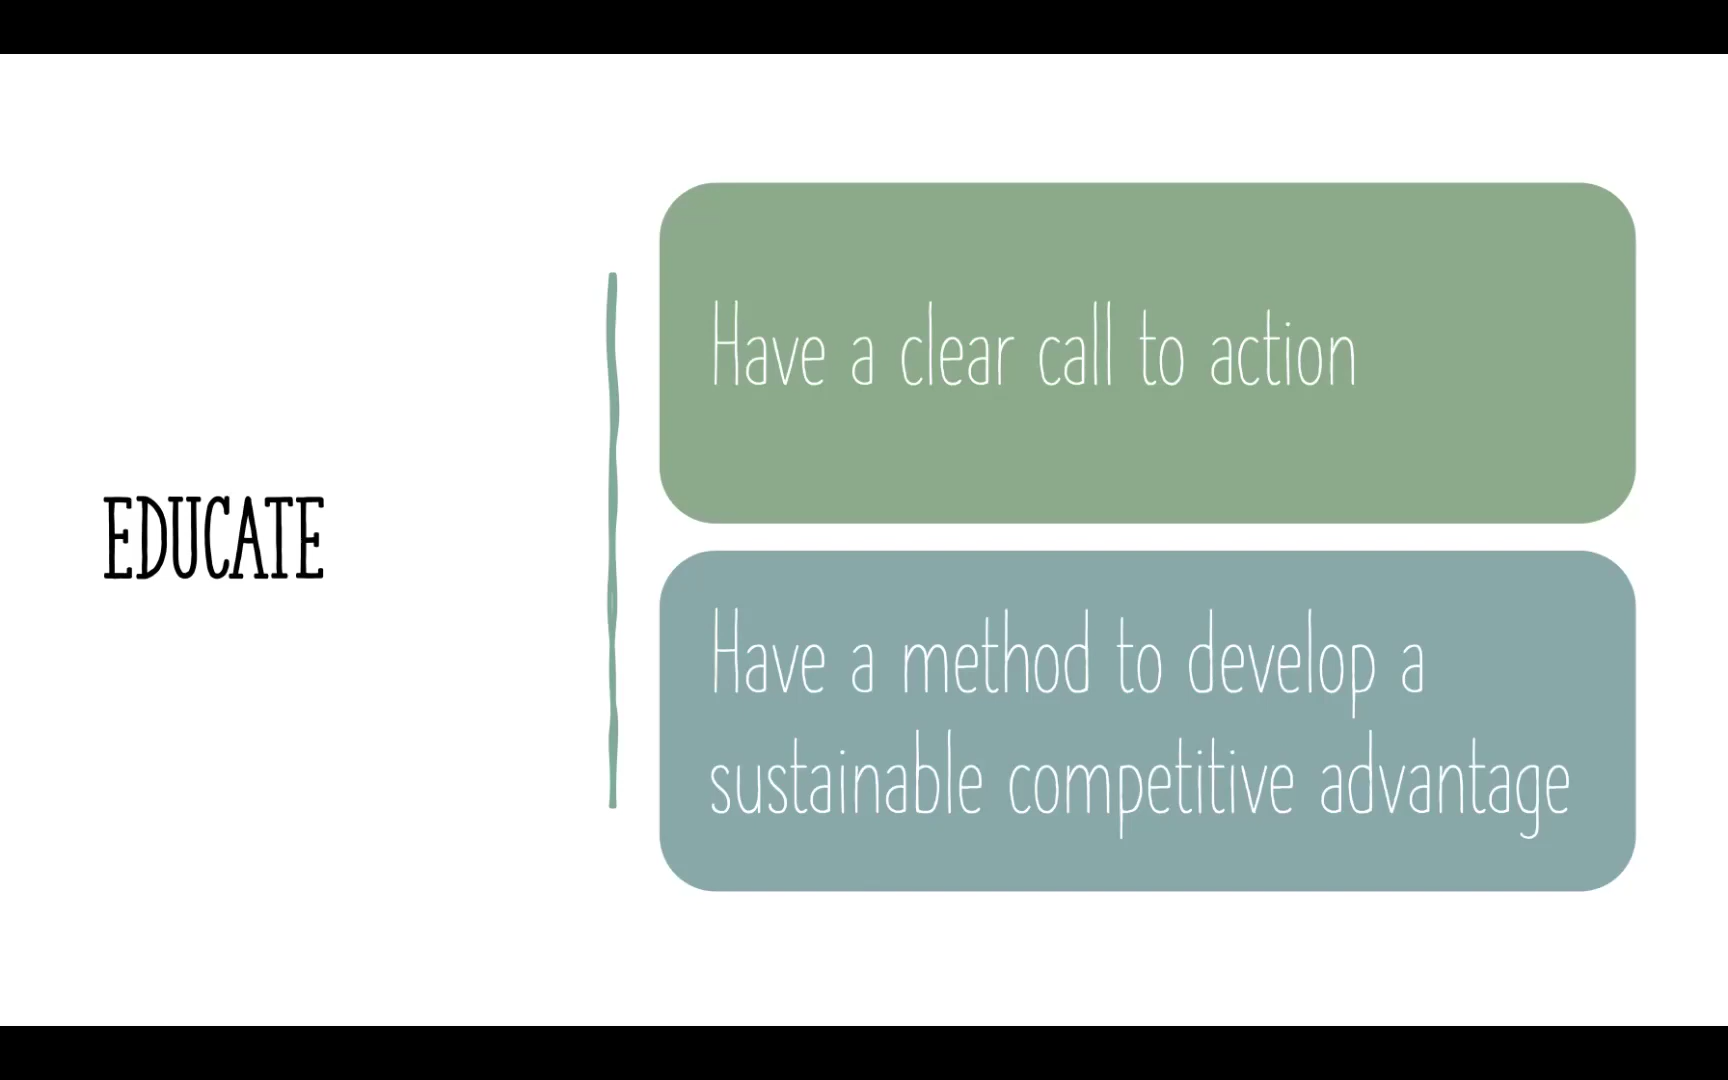 EDUCATE
Have a clear call to action
Have a method to develop a
sustainable competitive advantage